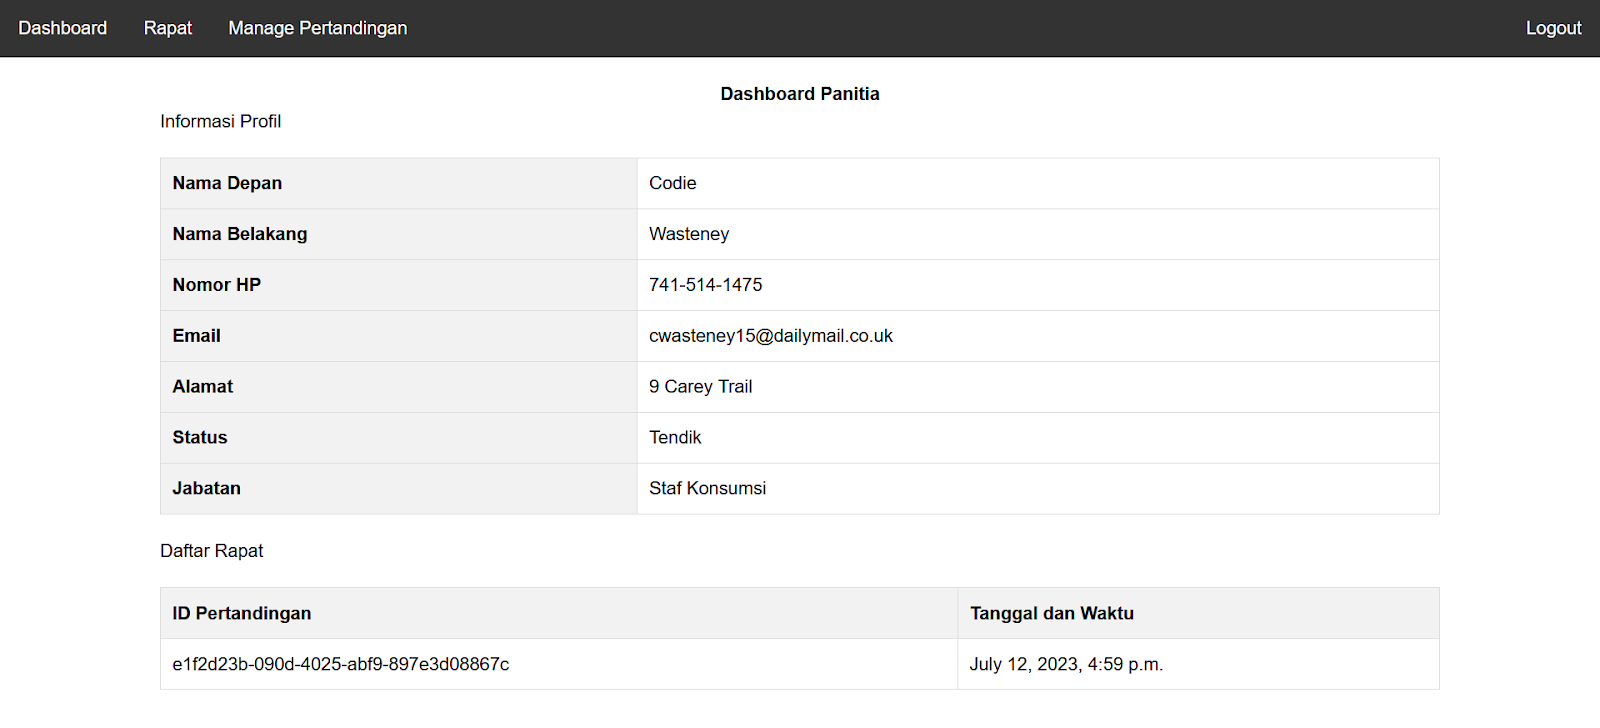 Dashboard Rapat Manage Pertandingan Logout
Dashboard Panitia
Informasi Profil
Nama Depan Codie
Nama Belakang Wasteney
Nomor HP 741-514-1475
Email cwasteney15@dailymail.co.uk
Alamat 9 Carey Trail
Status Tendik
Jabatan Staf Konsumsi
Daftar Rapat
ID Pertandingan Tanggal dan Waktu
e1f2d23b-090d-4025-abf9-897e3d08867c July 12, 2023, 4:59 p.m.